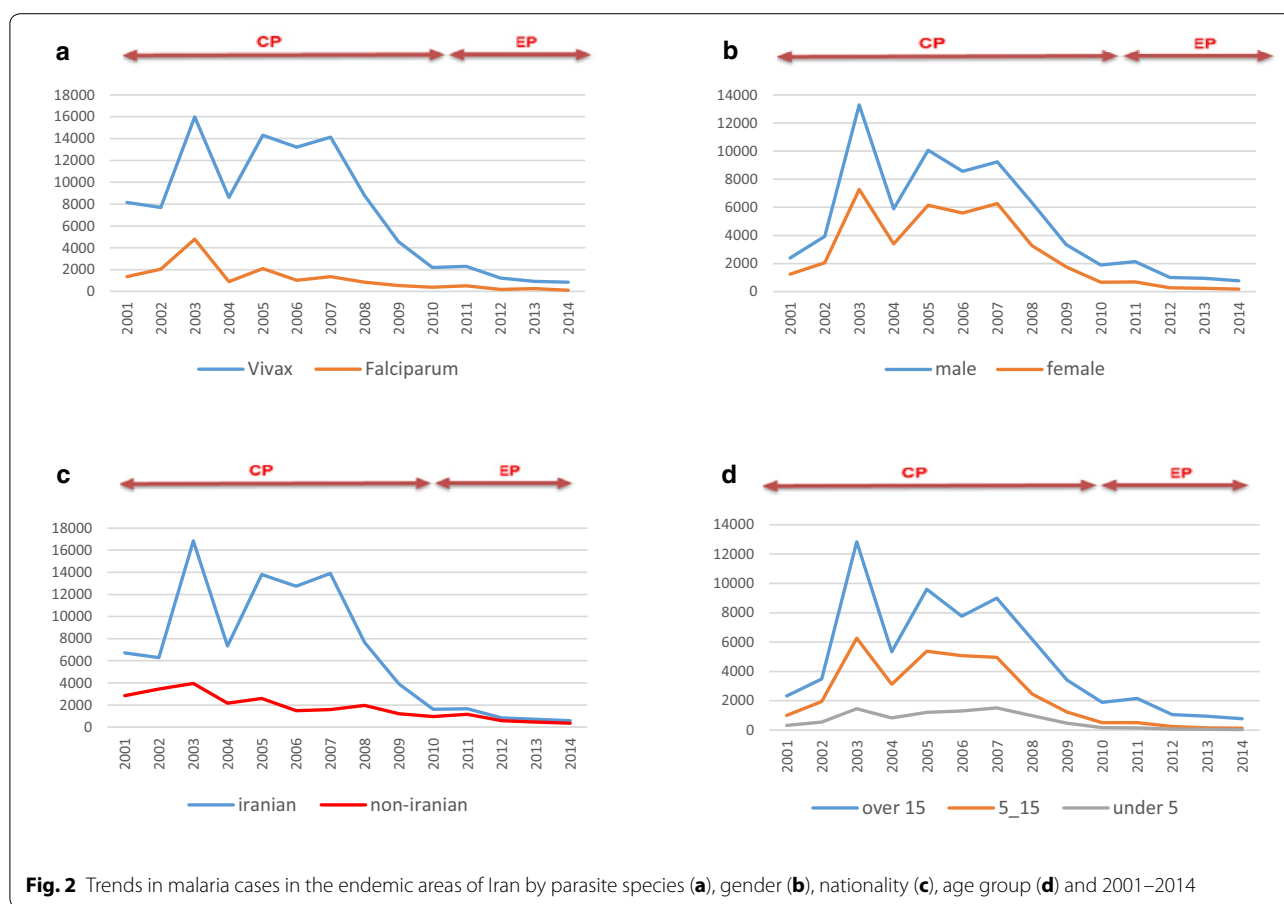 a
CP EP
18000
16000
14000
12000
10000
8000
6000
4000
2000
0
2001 2002 2003 2004 2005 2006 2007 2008 2009 2010 2011 2012 2013 2014
Vivax Falciparum
b
CP EP
14000
12000
10000
8000
6000
4000
2000
0
2001 2002 2003 2004 2005 2006 2007 2008 2009 2010 2011 2012 2013 2014
male female
c
CP EP
18000
16000
14000
12000
10000
8000
6000
4000
2000
0
2001 2002 2003 2004 2005 2006 2007 2008 2009 2010 2011 2012 2013 2014
iranian non-iranian
d
CP EP
14000
12000
10000
8000
6000
4000
2000
0
2001 2002 2003 2004 2005 2006 2007 2008 2009 2010 2011 2012 2013 2014
over 15 5_15 under 5
Fig. 2 Trends in malaria cases in the endemic areas of Iran by parasite species (a), gender (b), nationality (c), age group (d) and 2001–2014